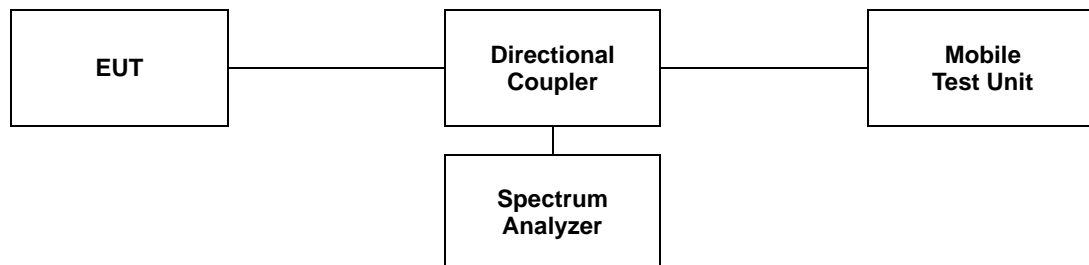 EUT
Directional
Coupler
Mobile
Test Unit
Spectrum
Analyzer